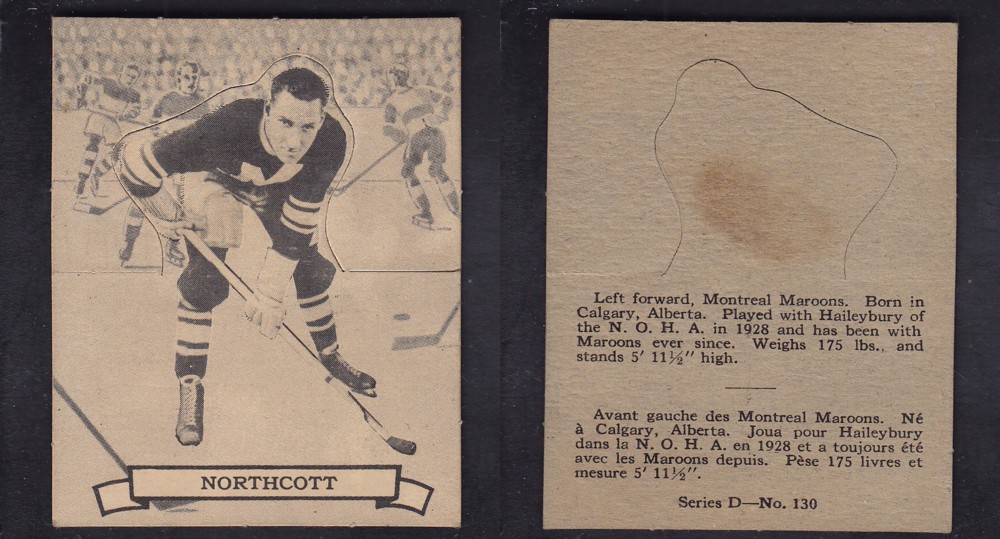 NORTHCOTT
Left forward, Montreal Maroons. Born in
Calgary, Alberta. Played with Haileybury of
the N. O. H. A. in 1928 and has been with
Maroons ever since. Weighs 175 lbs., and
stands 5' 11½" high.
Avant gauche des Montreal Maroons. Né
à Calgary, Alberta. Joua pour Haileybury
dans la N. O. H. A. en 1928 et a toujours été
avec les Maroons depuis. Pèse 175 livres et
mesure 5' 11½".
Series D—No. 130